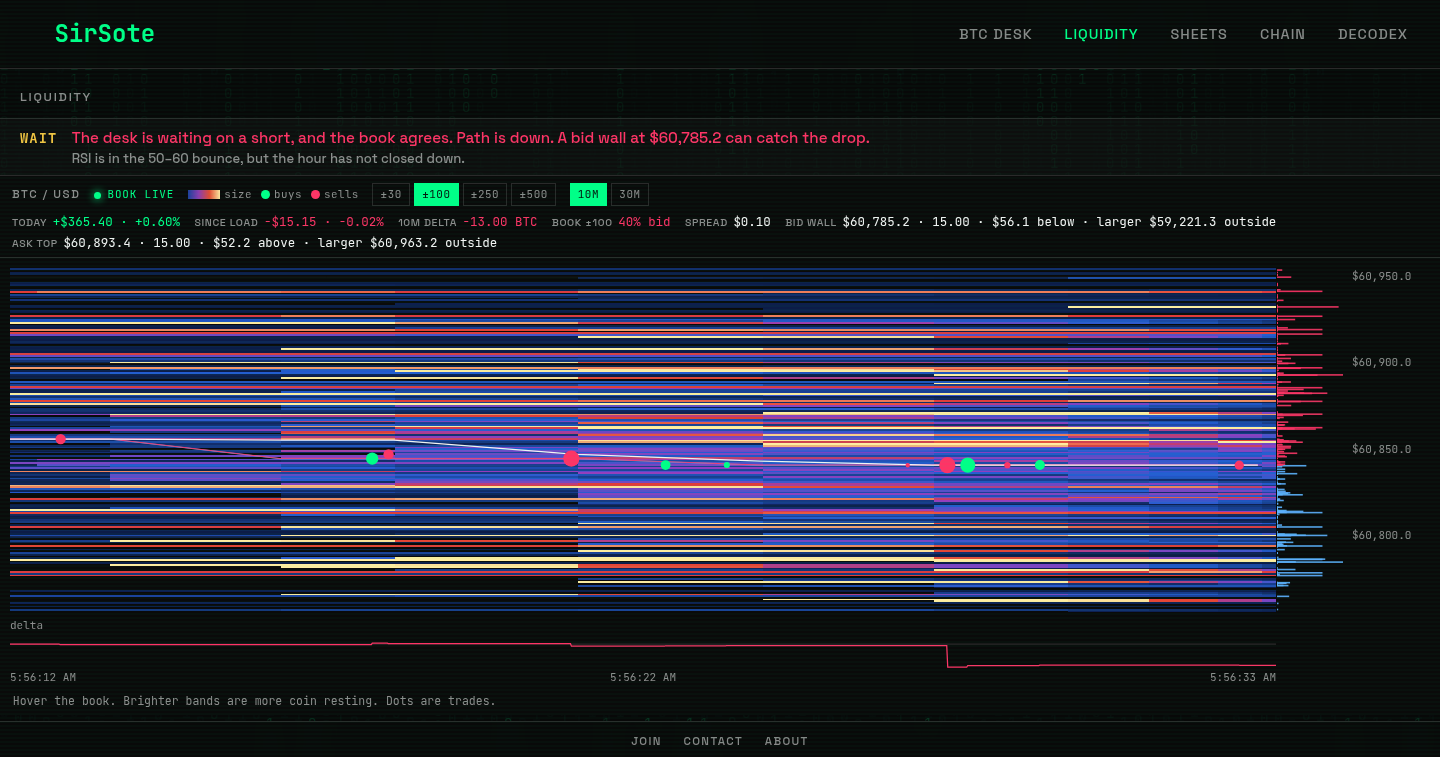 SirSote
BTC DESK LIQUIDITY SHEETS CHAIN DECODEX
LIQUIDITY
WAIT The desk is waiting on a short, and the book agrees. Path is down. A bid wall at $60,785.2 can catch the drop.
RSI is in the 50–60 bounce, but the hour has not closed down.
BTC / USD BOOK LIVE size buys sells ±30 ±100 ±250 ±500 10M 30M
TODAY +$365.40 · +0.60% SINCE LOAD -$15.15 · -0.02% 10M DELTA -13.00 BTC BOOK ±100 40% bid SPREAD $0.10 BID WALL $60,785.2 · 15.00 · $56.1 below · larger $59,221.3 outside
ASK TOP $60,893.4 · 15.00 · $52.2 above · larger $60,963.2 outside
$60,950.0
$60,900.0
$60,850.0
$60,800.0
delta
5:56:12 AM 5:56:22 AM 5:56:33 AM
Hover the book. Brighter bands are more coin resting. Dots are trades.
JOIN CONTACT ABOUT